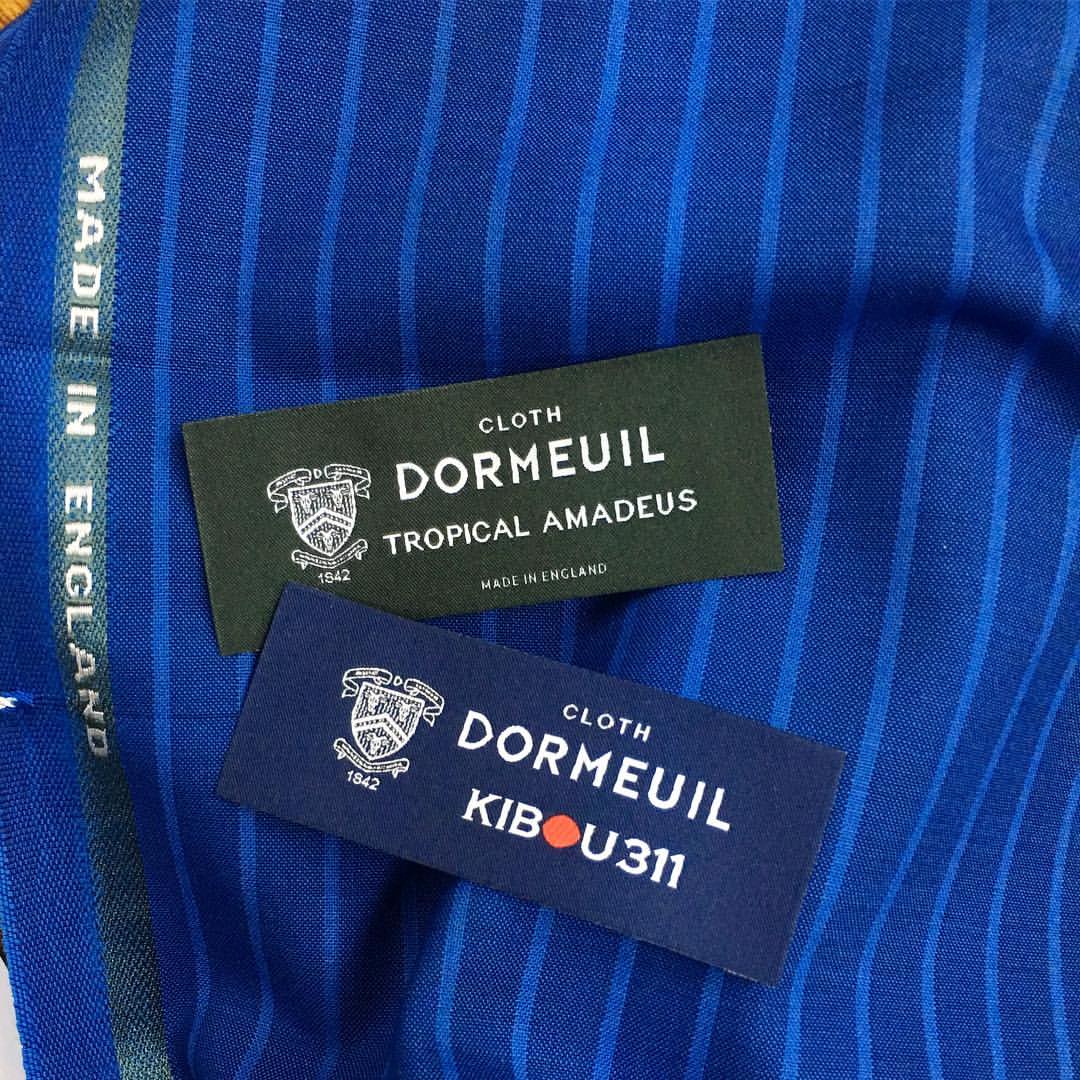 MADE IN ENGLAND
CLOTH
DORMEUIL
TROPICAL AMADEUS
MADE IN ENGLAND
D
1842
CLOTH
DORMEUIL
KIBOU311
D
1842